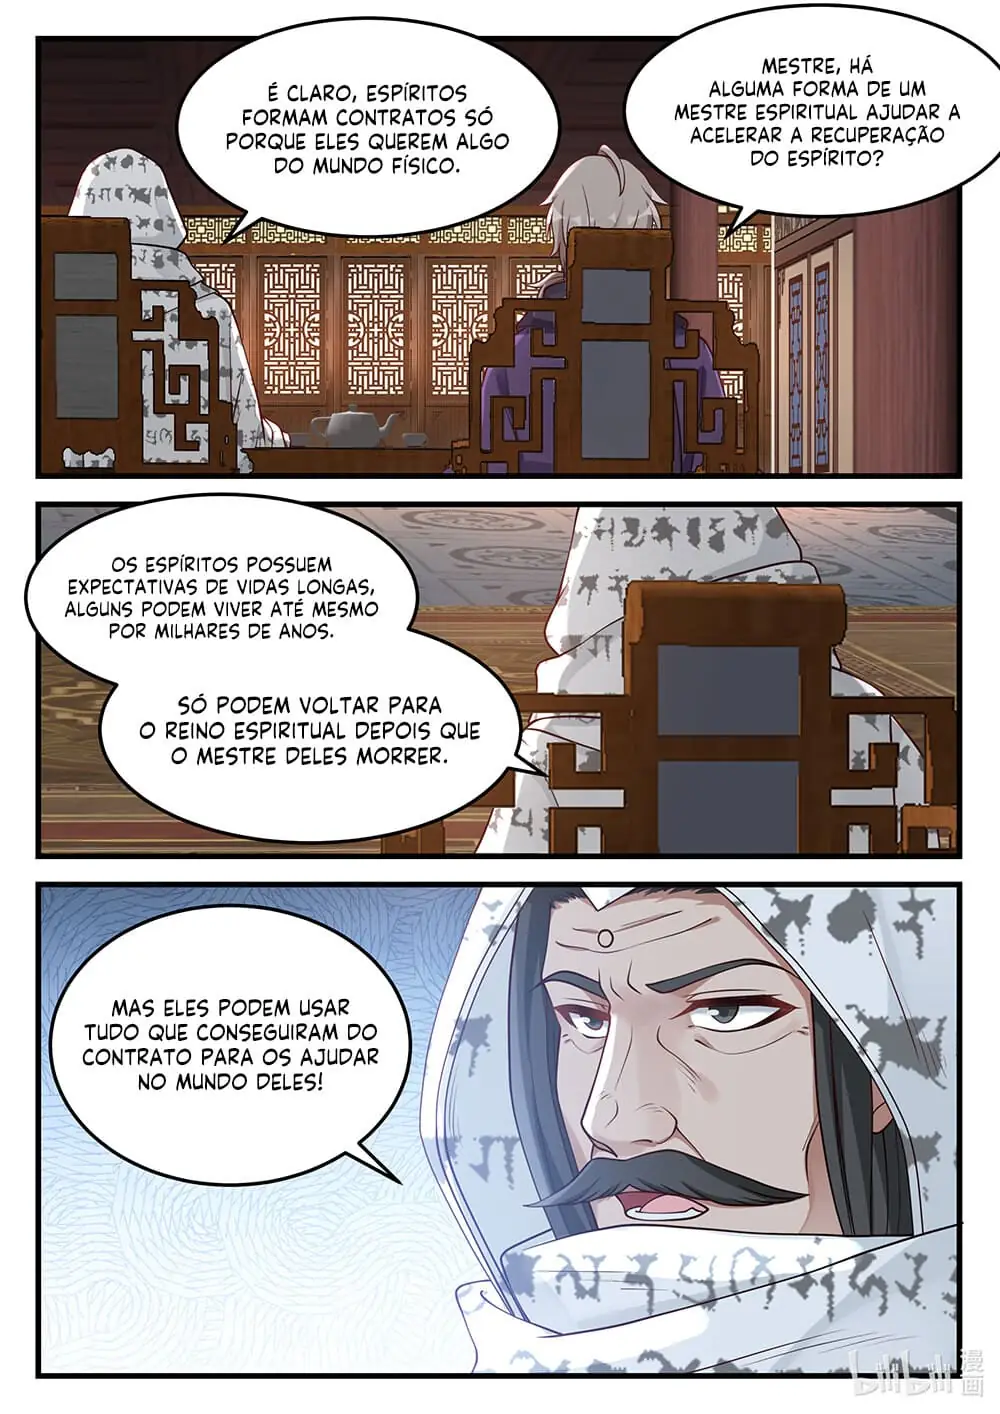 É CLARO, ESPÍRITOS
FORMAM CONTRATOS SÓ
PORQUE ELES QUEREM ALGO
DO MUNDO FÍSICO.
MESTRE, HÁ
ALGUMA FORMA DE UM
MESTRE ESPIRITUAL AJUDAR A
ACELERAR A RECUPERAÇÃO
DO ESPÍRITO?
OS ESPÍRITOS POSSUEM
EXPECTATIVAS DE VIDAS LONGAS,
ALGUNS PODEM VIVER ATÉ MESMO
POR MILHARES DE ANOS.
SÓ PODEM VOLTAR PARA
O REINO ESPIRITUAL DEPOIS QUE
O MESTRE DELES MORRER.
MAS ELES PODEM USAR
TUDO QUE CONSEGUIRAM DO
CONTRATO PARA OS AJUDAR
NO MUNDO DELES!
bilibili 漫画